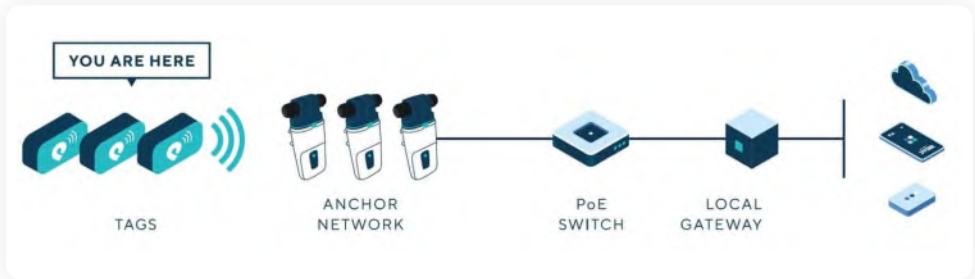 YOU ARE HERE
TAGS
ANCHOR
NETWORK
PoE
SWITCH
LOCAL
GATEWAY